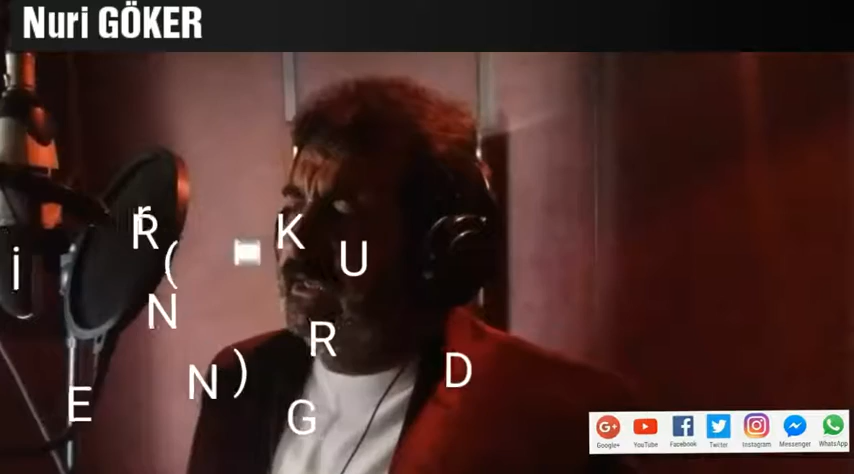 Nuri GÖKER
İ
R
(
K
U
N
R
N
)
D
E
G
Google+ YouTube Facebook Twitter Instagram Messenger WhatsApp